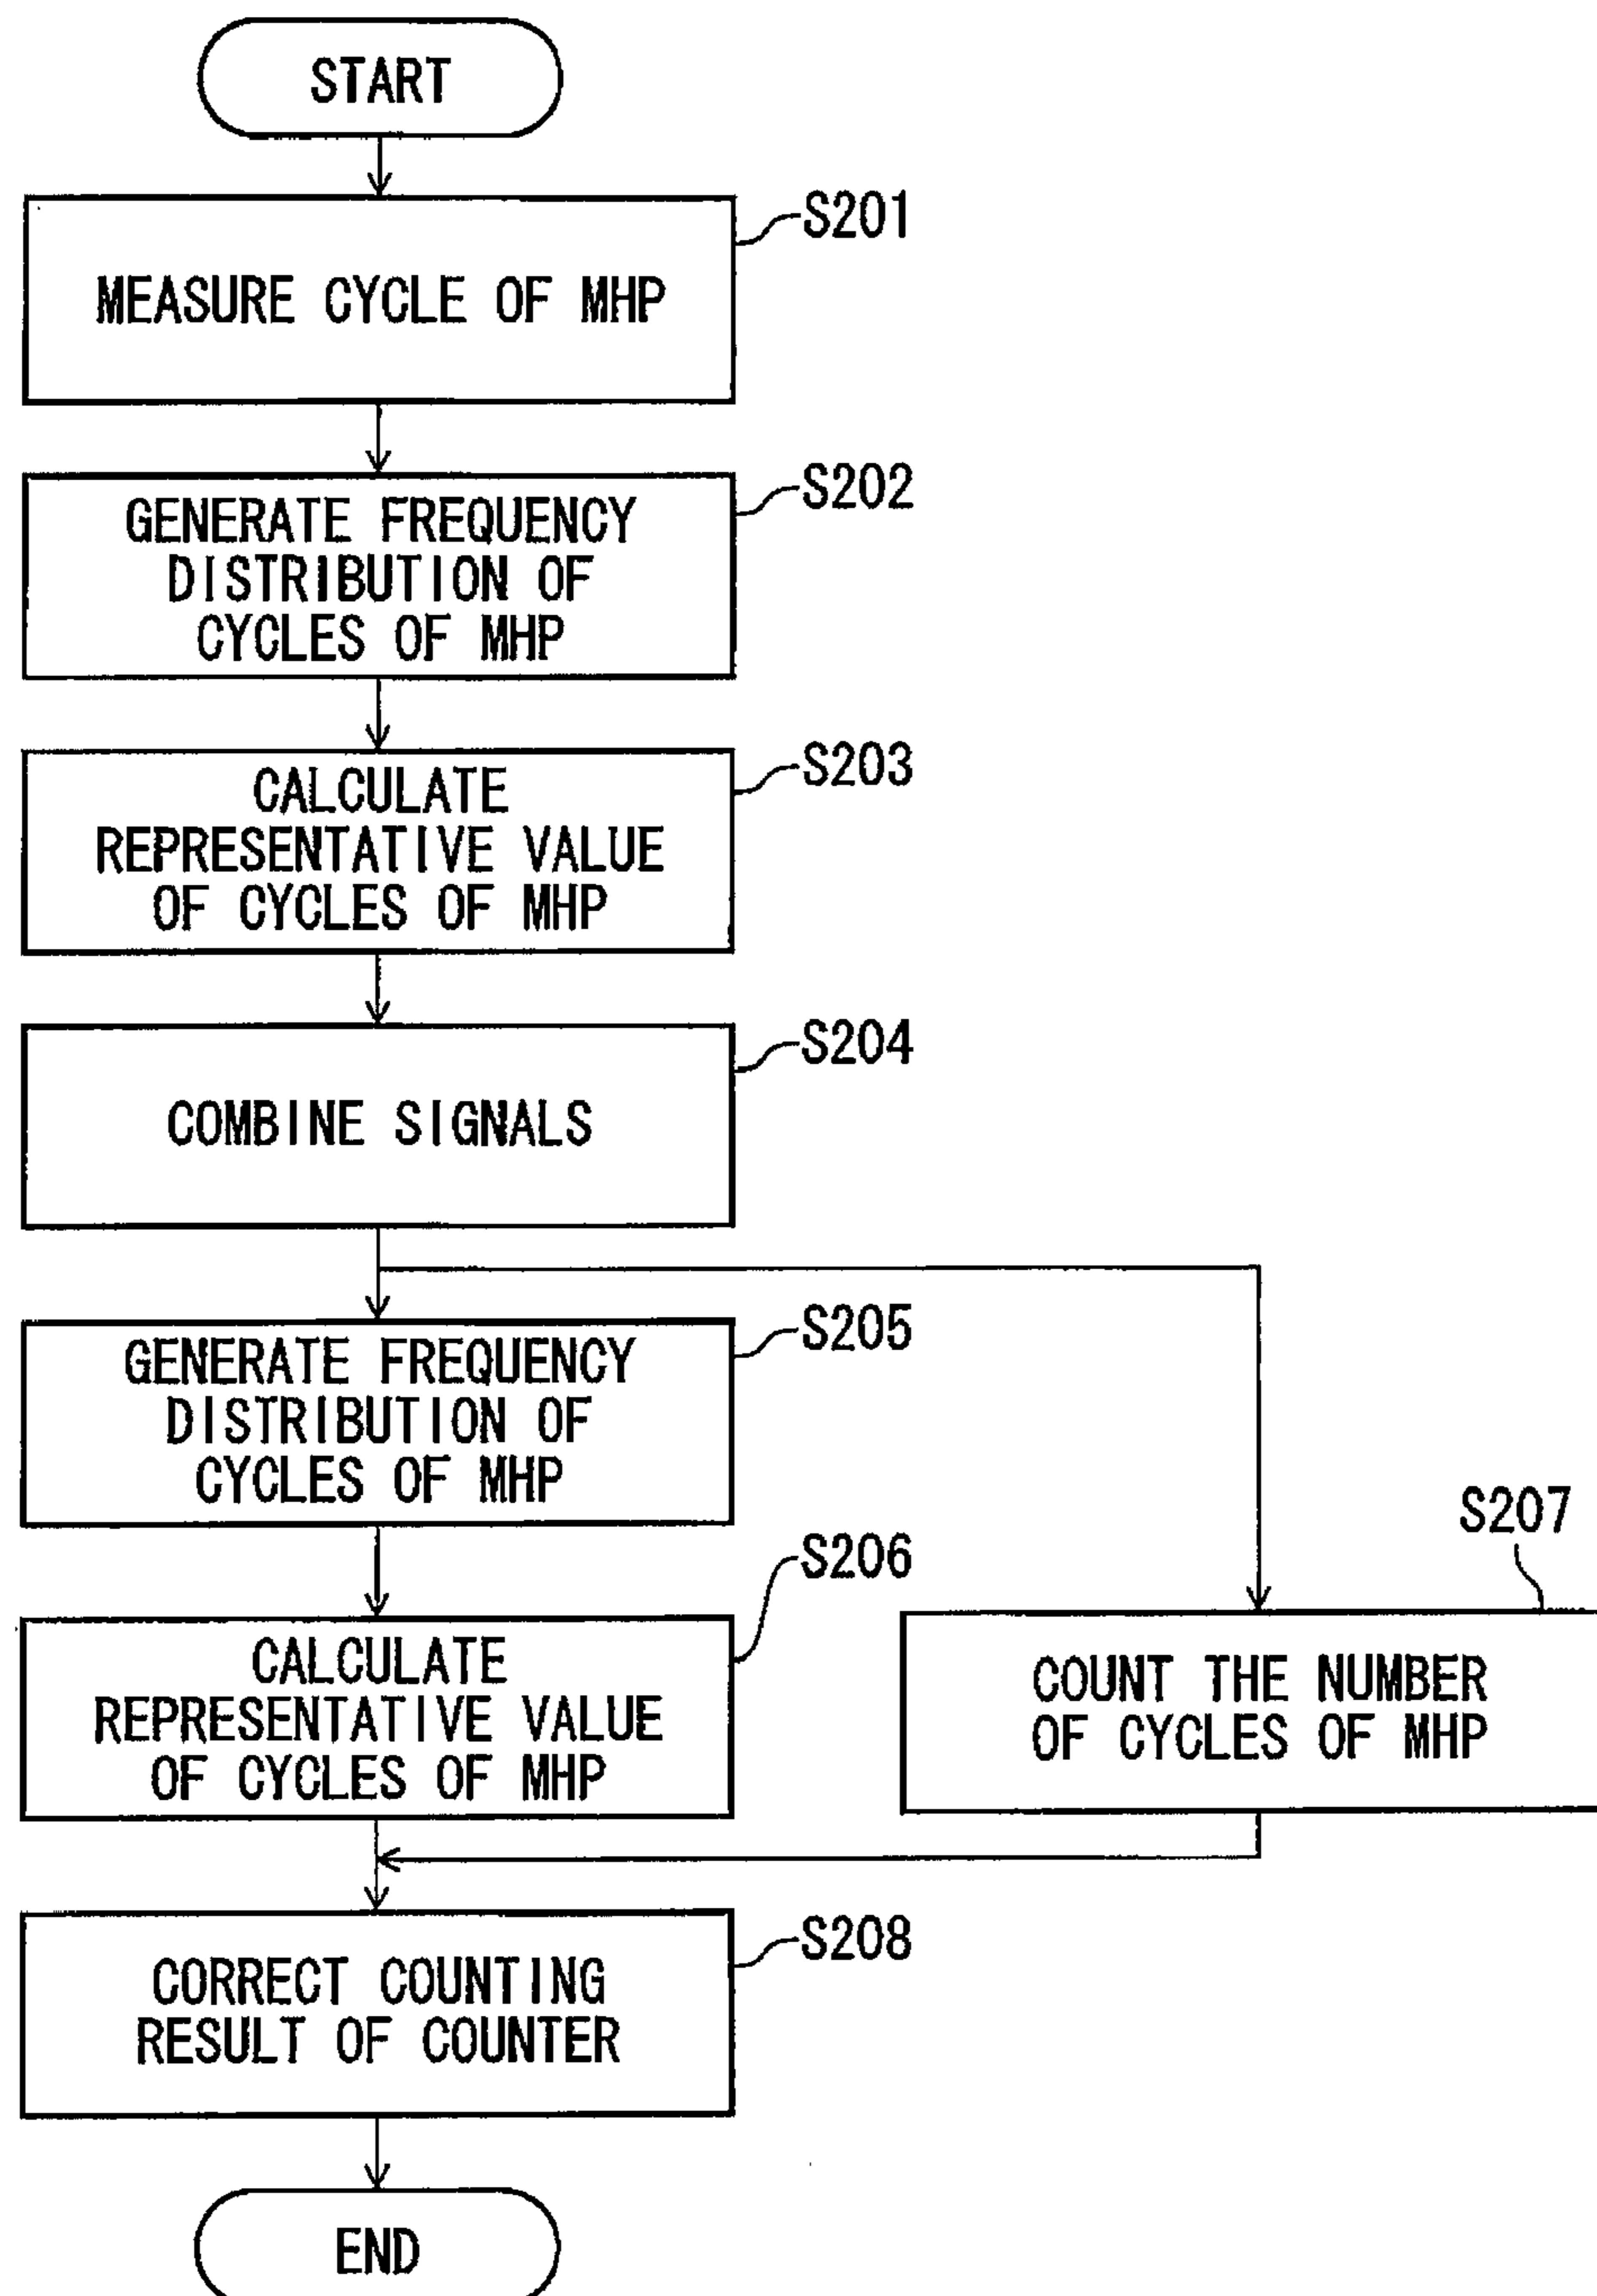 START
S201
MEASURE CYCLE OF MHP
S202
GENERATE FREQUENCY
DISTRIBUTION OF
CYCLES OF MHP
S203
CALCULATE
REPRESENTATIVE VALUE
OF CYCLES OF MHP
S204
COMBINE SIGNALS
S205
GENERATE FREQUENCY
DISTRIBUTION OF
CYCLES OF MHP
S206
CALCULATE
REPRESENTATIVE VALUE
OF CYCLES OF MHP
S207
COUNT THE NUMBER
OF CYCLES OF MHP
S208
CORRECT COUNTING
RESULT OF COUNTER
END